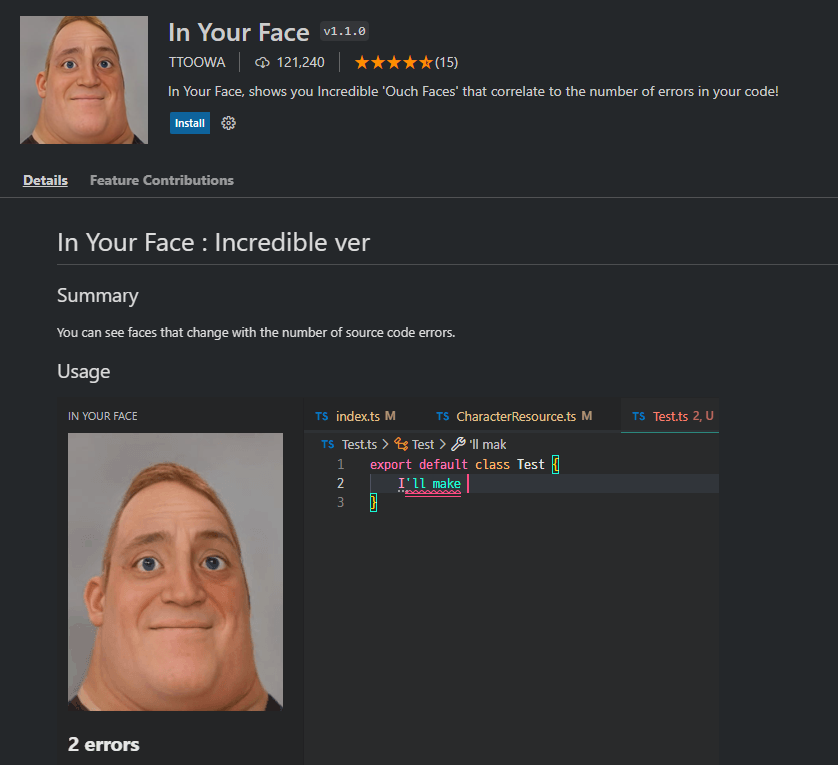 In Your Face v1.1.0
TTOOWA 121,240 (15)
In Your Face, shows you Incredible 'Ouch Faces' that correlate to the number of errors in your code!
Install
Details Feature Contributions
In Your Face : Incredible ver
Summary
You can see faces that change with the number of source code errors.
Usage
IN YOUR FACE
TS index.ts M TS CharacterResource.ts M TS Test.ts 2, U
TS Test.ts > Test > 'll mak
1 export default class Test {
2 I'll make
3 }
2 errors